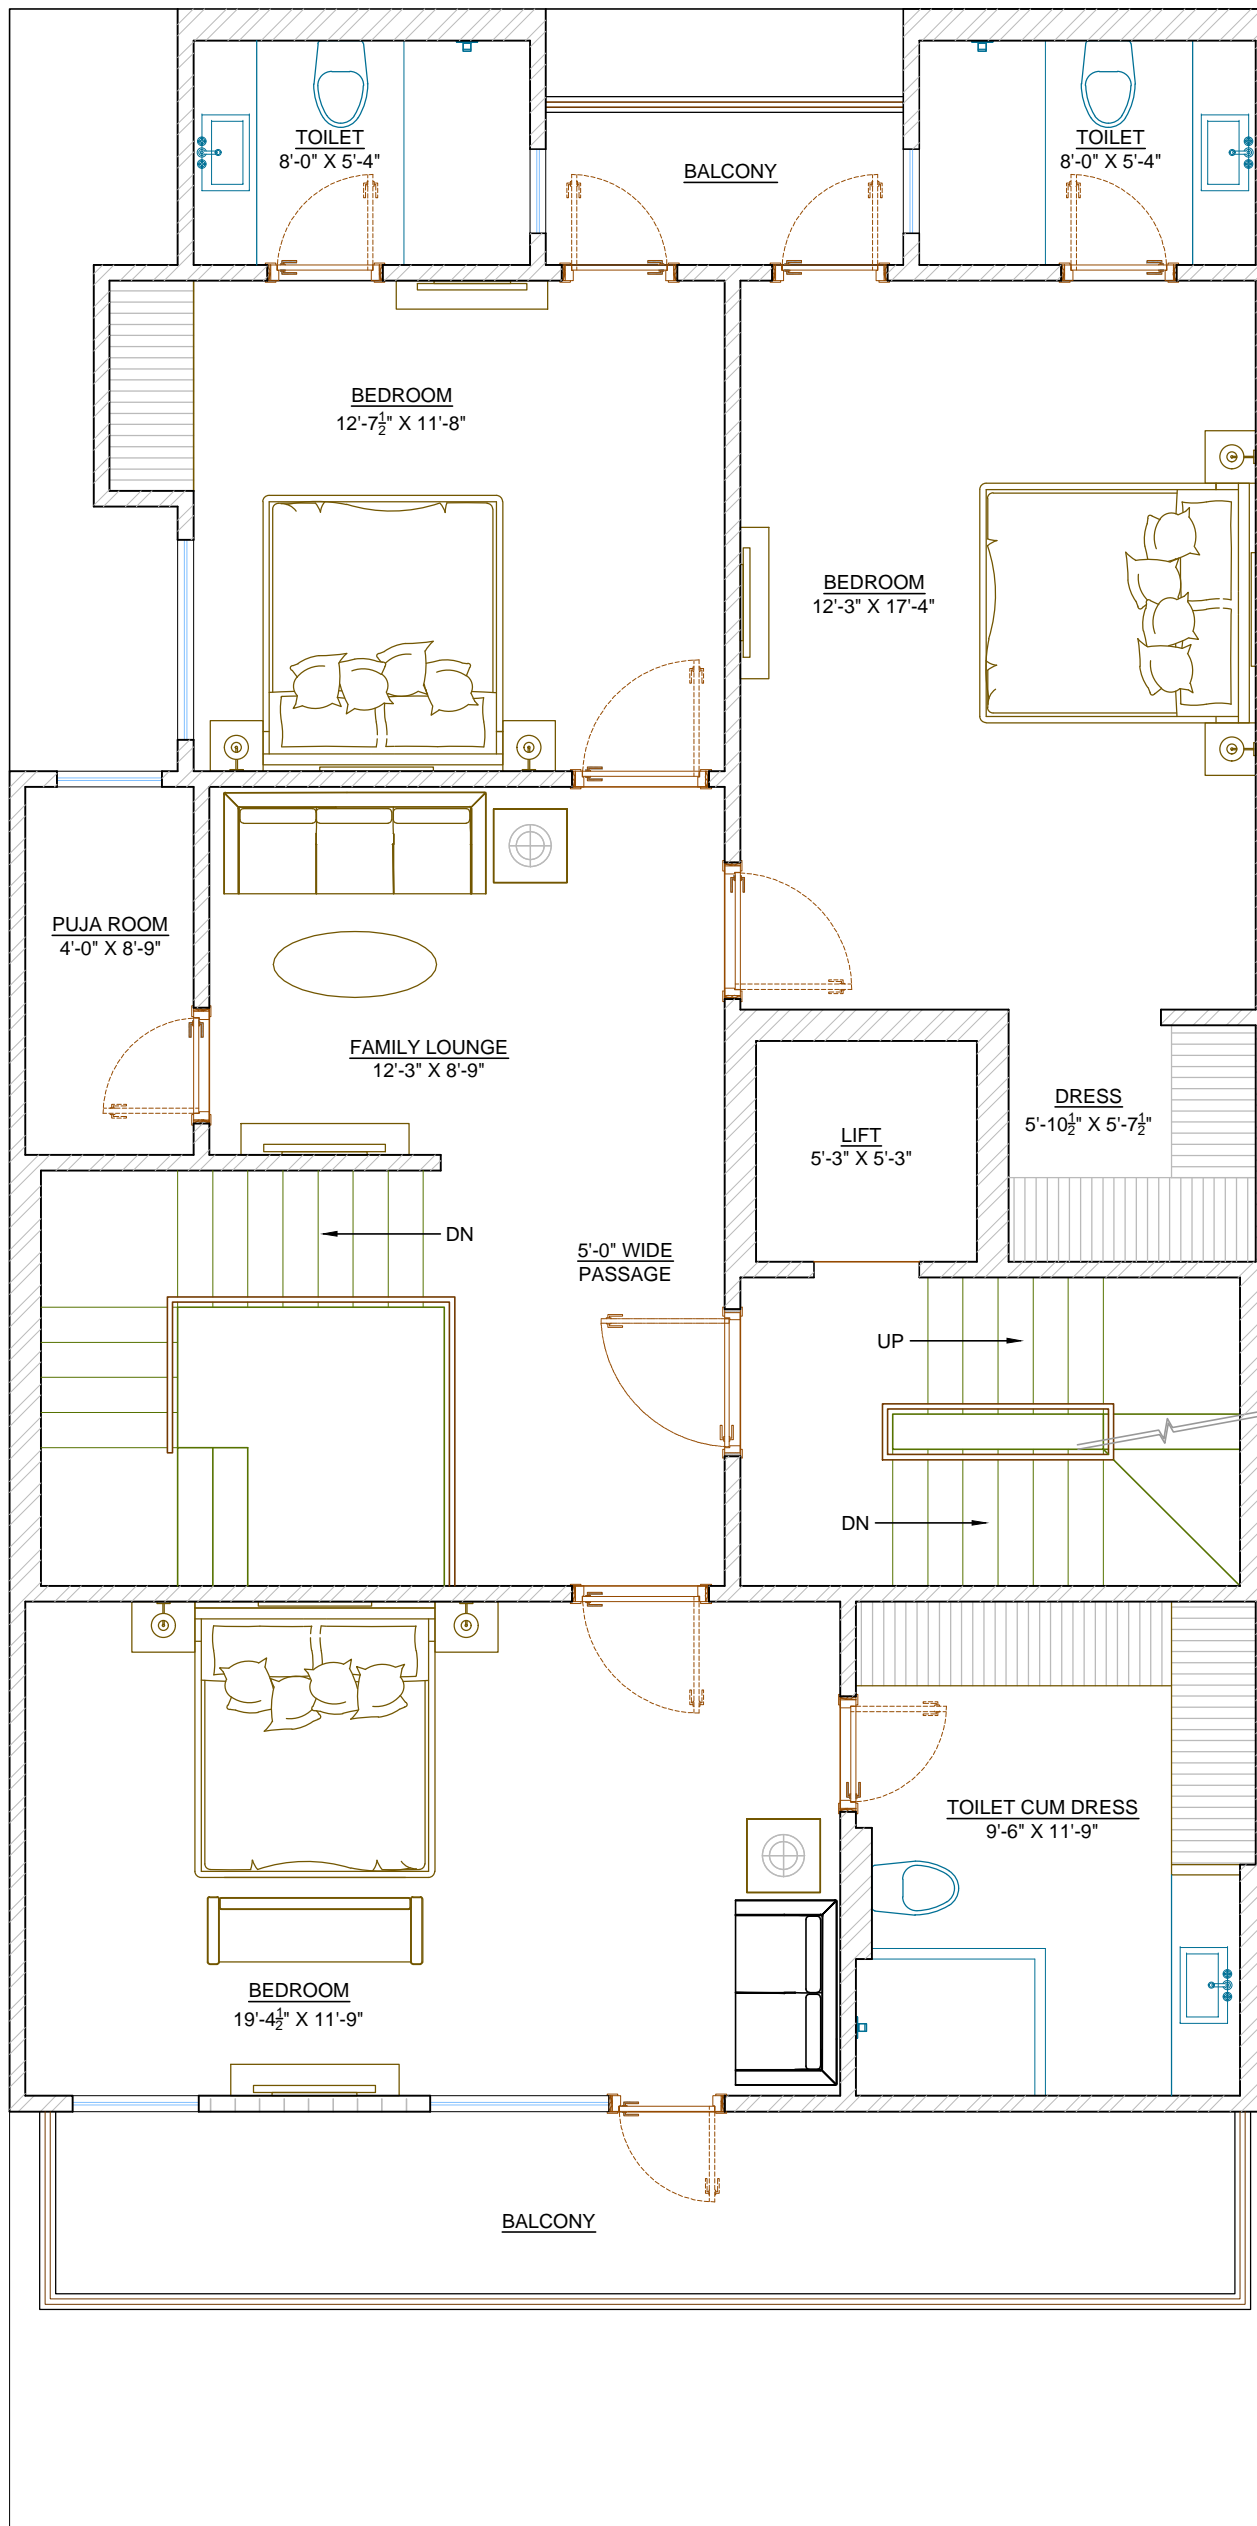 TOILET
8'-0" X 5'-4"
BALCONY
TOILET
8'-0" X 5'-4"
BEDROOM
12'-7½" X 11'-8"
BEDROOM
12'-3" X 17'-4"
PUJA ROOM
4'-0" X 8'-9"
FAMILY LOUNGE
12'-3" X 8'-9"
DRESS
5'-10½" X 5'-7½"
LIFT
5'-3" X 5'-3"
DN
5'-0" WIDE
PASSAGE
UP
DN
TOILET CUM DRESS
9'-6" X 11'-9"
BEDROOM
19'-4½" X 11'-9"
BALCONY